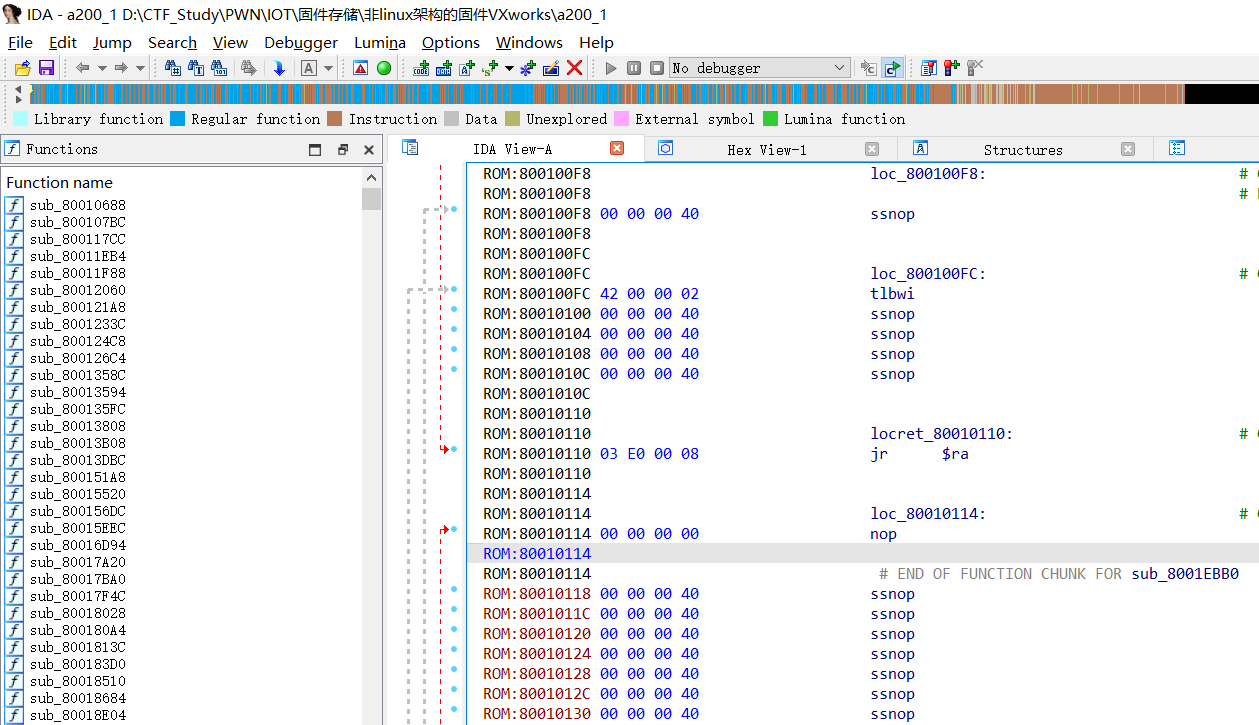 IDA - a200_1 D:\CTF_Study\PWN\IOT\固件存储\非linux架构的固件VXworks\a200_1
File Edit Jump Search View Debugger Lumina Options Windows Help
No debugger
Library function Regular function Instruction Data Unexplored External symbol Lumina function
Functions
Function name
sub_80010688
sub_800107BC
sub_800117CC
sub_80011EB4
sub_80011F88
sub_80012060
sub_800121A8
sub_8001233C
sub_800124C8
sub_800126C4
sub_8001358C
sub_80013594
sub_800135FC
sub_80013808
sub_80013B08
sub_80013DBC
sub_800151A8
sub_80015520
sub_800156DC
sub_80015EEC
sub_80016D94
sub_80017A20
sub_80017BA0
sub_80017F4C
sub_80018028
sub_800180A4
sub_8001813C
sub_800183D0
sub_80018510
sub_80018684
sub_80018E04
IDA View-A Hex View-1 Structures
ROM:800100F8 loc_800100F8: #
ROM:800100F8 #
ROM:800100F8 00 00 00 40 ssnop
ROM:800100F8
ROM:800100FC
ROM:800100FC loc_800100FC: #
ROM:800100FC 42 00 00 02 tlbwi
ROM:80010100 00 00 00 40 ssnop
ROM:80010104 00 00 00 40 ssnop
ROM:80010108 00 00 00 40 ssnop
ROM:8001010C 00 00 00 40 ssnop
ROM:8001010C
ROM:80010110
ROM:80010110 locret_80010110: #
ROM:80010110 03 E0 00 08 jr $ra
ROM:80010110
ROM:80010114
ROM:80010114 loc_80010114: #
ROM:80010114 00 00 00 00 nop
ROM:80010114
ROM:80010114 # END OF FUNCTION CHUNK FOR sub_8001EBB0
ROM:80010118 00 00 00 40 ssnop
ROM:8001011C 00 00 00 40 ssnop
ROM:80010120 00 00 00 40 ssnop
ROM:80010124 00 00 00 40 ssnop
ROM:80010128 00 00 00 40 ssnop
ROM:8001012C 00 00 00 40 ssnop
ROM:80010130 00 00 00 40 ssnop